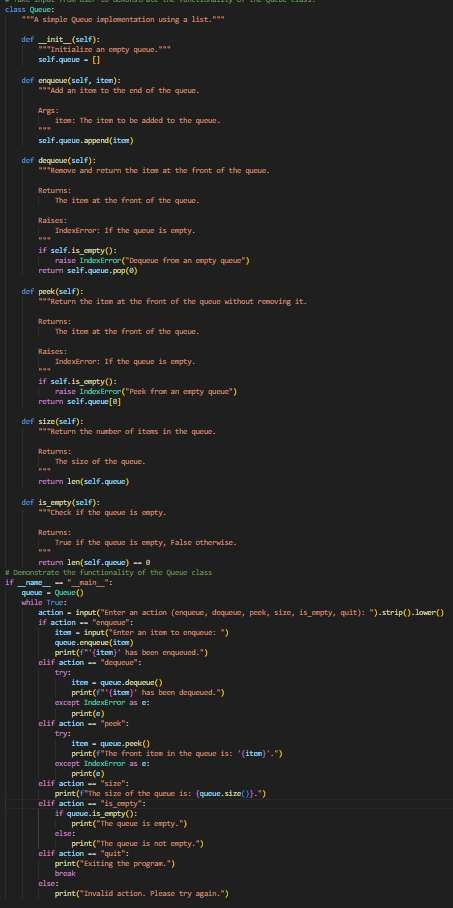 # Take input from user to demonstrate the functionality of the Queue class.
class Queue:
    """A simple Queue implementation using a list."""

    def __init__(self):
        """Initialize an empty queue."""
        self.queue = []

    def enqueue(self, item):
        """Add an item to the end of the queue.

        Args:
            item: The item to be added to the queue.
        """
        self.queue.append(item)

    def dequeue(self):
        """Remove and return the item at the front of the queue.

        Returns:
            The item at the front of the queue.

        Raises:
            IndexError: If the queue is empty.
        """
        if self.is_empty():
            raise IndexError("Dequeue from an empty queue")
        return self.queue.pop(0)

    def peek(self):
        """Return the item at the front of the queue without removing it.

        Returns:
            The item at the front of the queue.

        Raises:
            IndexError: If the queue is empty.
        """
        if self.is_empty():
            raise IndexError("Peek from an empty queue")
        return self.queue[0]

    def size(self):
        """Return the number of items in the queue.

        Returns:
            The size of the queue.
        """
        return len(self.queue)

    def is_empty(self):
        """Check if the queue is empty.

        Returns:
            True if the queue is empty, False otherwise.
        """
        return len(self.queue) == 0
# Demonstrate the functionality of the Queue class
if __name__ == "__main__":
    queue = Queue()
    while True:
        action = input("Enter an action (enqueue, dequeue, peek, size, is_empty, quit): ").strip().lower()
        if action == "enqueue":
            item = input("Enter an item to enqueue: ")
            queue.enqueue(item)
            print(f"'{item}' has been enqueued.")
        elif action == "dequeue":
            try:
                item = queue.dequeue()
                print(f"'{item}' has been dequeued.")
            except IndexError as e:
                print(e)
        elif action == "peek":
            try:
                item = queue.peek()
                print(f"The front item in the queue is: '{item}'.")
            except IndexError as e:
                print(e)
        elif action == "size":
            print(f"The size of the queue is: {queue.size()}.")
        elif action == "is_empty":
            if queue.is_empty():
                print("The queue is empty.")
            else:
                print("The queue is not empty.")
        elif action == "quit":
            print("Exiting the program.")
            break
        else:
            print("Invalid action. Please try again.")